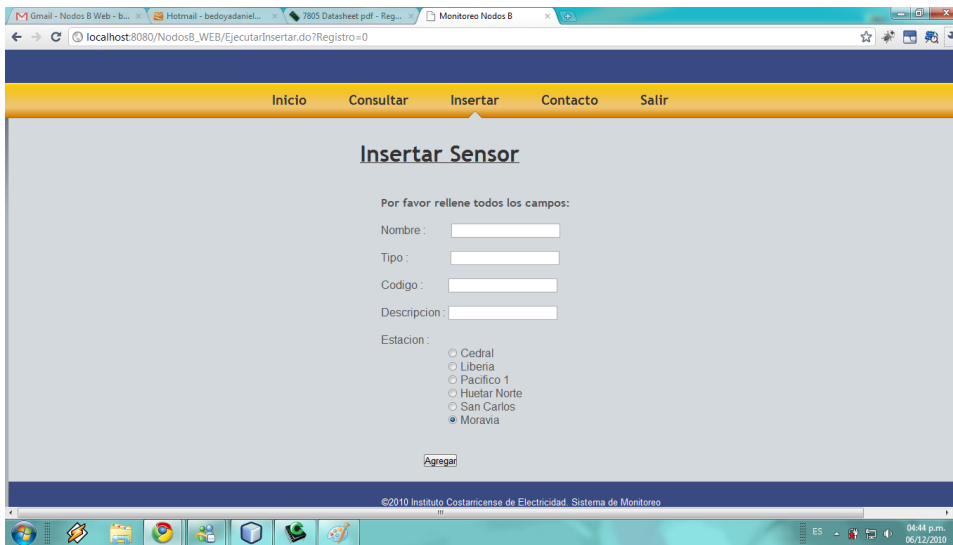 Gmail - Nodos B Web - b...
Hotmail - bedoyadaniel...
7805 Datasheet pdf - Reg...
Monitoreo Nodos B
localhost:8080/NodosB_WEB/EjecutarInsertar.do?Registro=0
Inicio Consultar Insertar Contacto Salir
Insertar Sensor
Por favor rellene todos los campos:
Nombre :
Tipo :
Codigo :
Descripcion :
Estacion :
Cedral
Liberia
Pacifico 1
Huetar Norte
San Carlos
Moravia
Agregar
©2010 Instituto Costarricense de Electricidad. Sistema de Monitoreo
ES
04:44 p.m.
06/12/2010